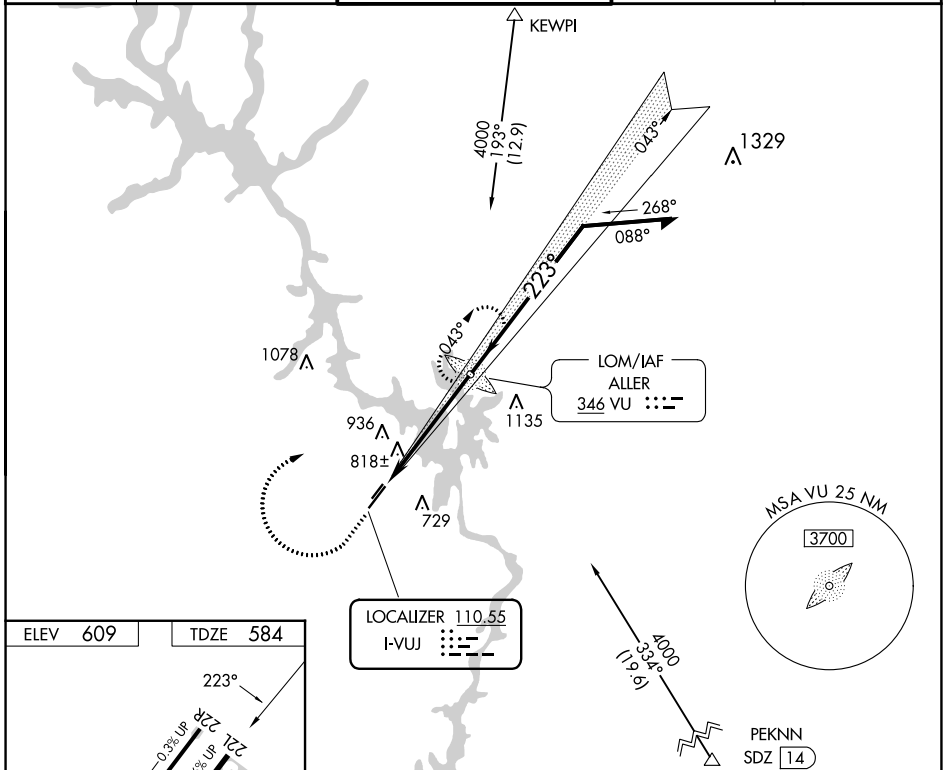 KEWPI
4000
193°
(12.9)
043°
1329
268°
088°
223°
043°
LOM/IAF
ALLER
346 VU
1135
1078
936
818±
729
MSA VU 25 NM
3700
LOCALIZER 110.55
I-VUJ
4000
334°
(19.6)
PEKNN
SDZ 14
ELEV 609
TDZE 584
223°
22R
22L
0.3% UP
% UP